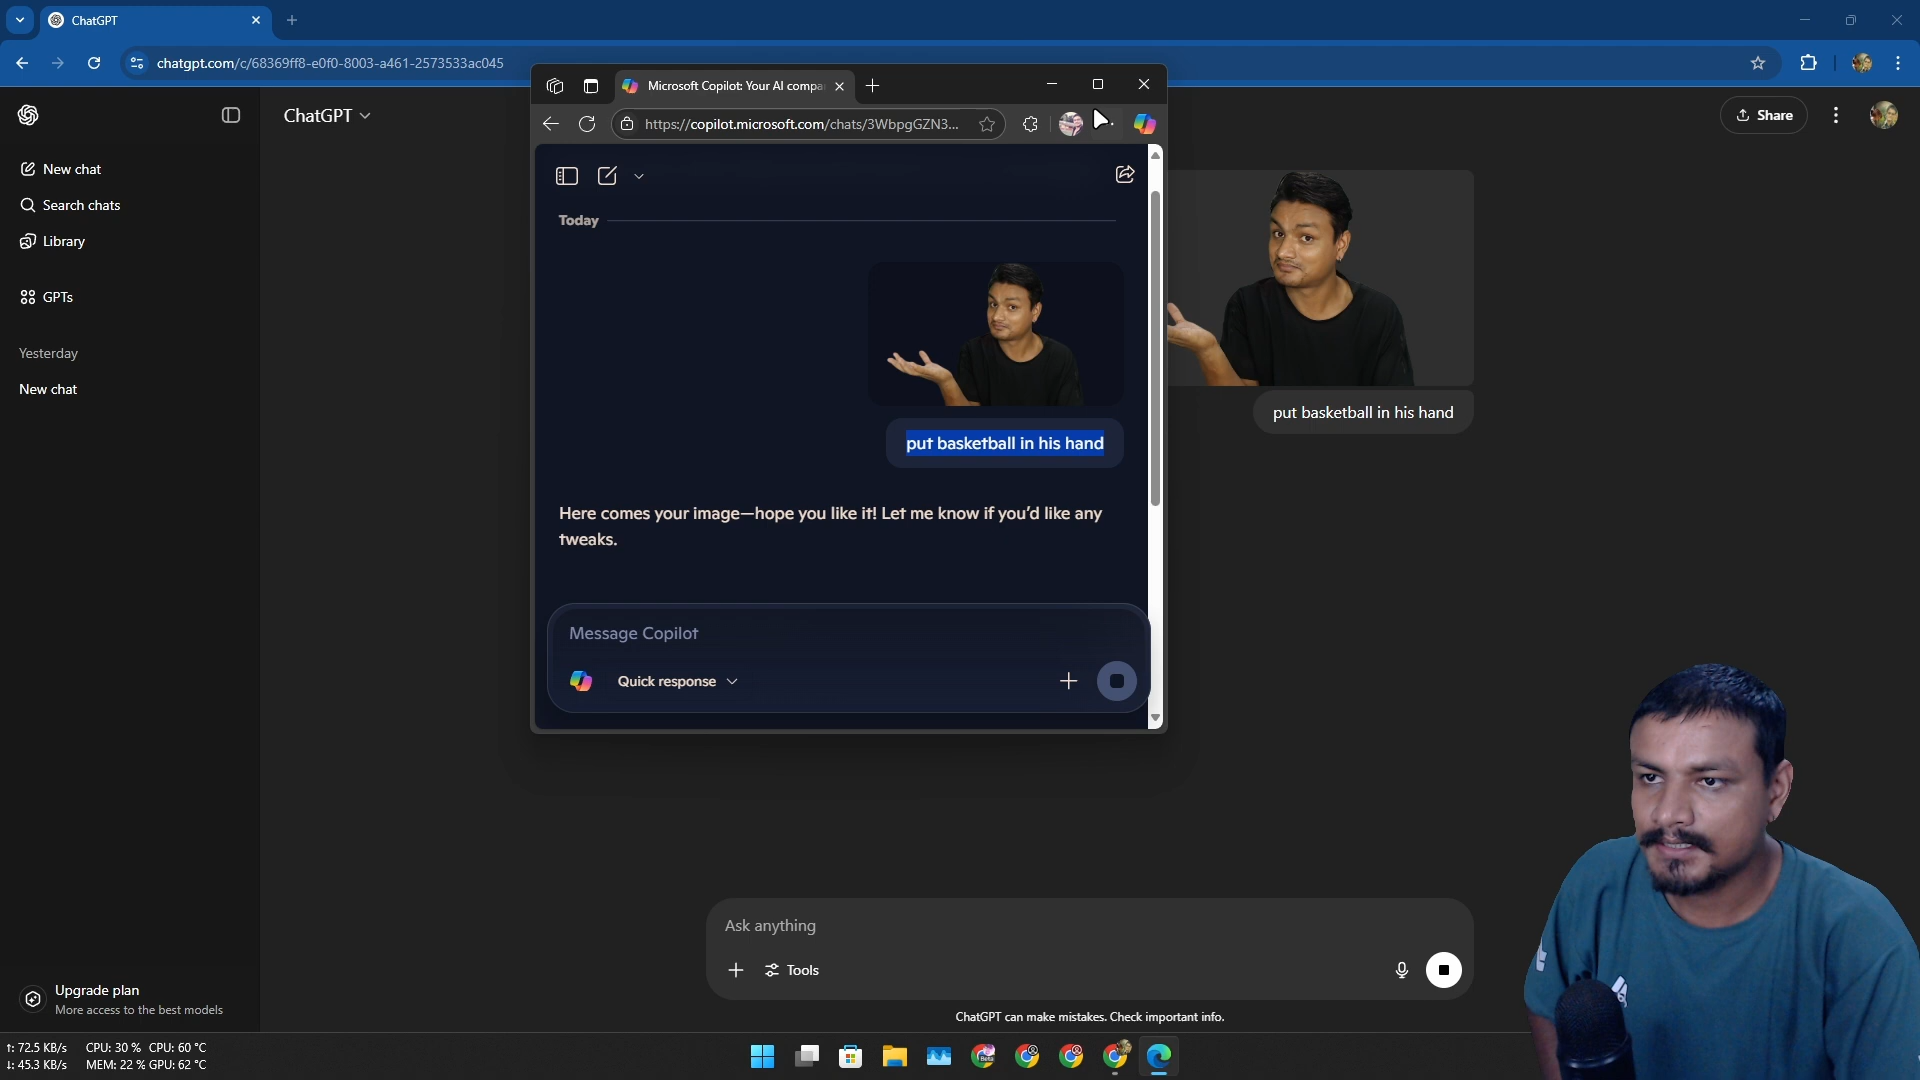 ChatGPT
chatgpt.com/c/68369ff8-e0f0-8003-a461-2573533ac045
ChatGPT
Share
New chat
Search chats
Library
GPTs
Yesterday
New chat
Upgrade plan
More access to the best models
Microsoft Copilot: Your AI compa
https://copilot.microsoft.com/chats/3WbpgGZN3...
Today
put basketball in his hand
Here comes your image—hope you like it! Let me know if you'd like any
tweaks.
Message Copilot
Quick response
put basketball in his hand
Ask anything
Tools
ChatGPT can make mistakes. Check important info.
↑: 72.5 KB/s CPU: 30 % CPU: 60 °C
↓: 45.3 KB/s MEM: 22 % GPU: 62 °C
Beta